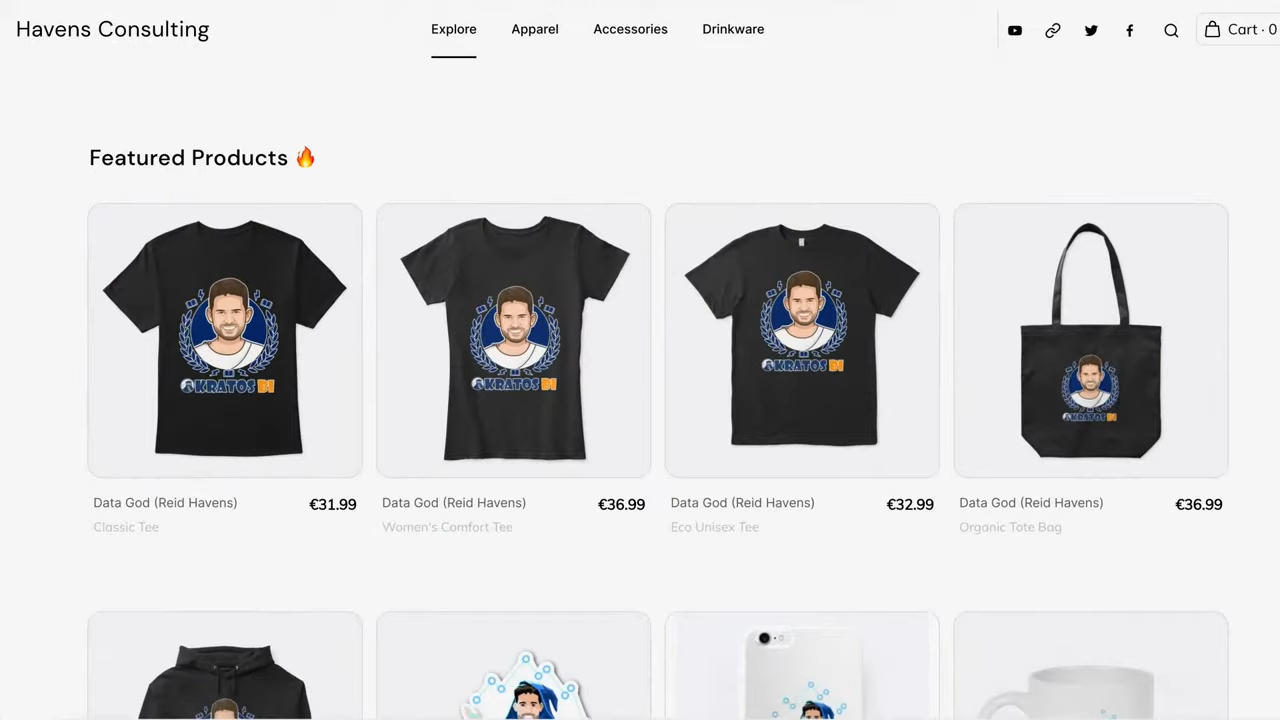 Havens Consulting
Explore
Apparel
Accessories
Drinkware
Cart · 0
Featured Products 🔥
KRATOS BI
KRATOS BI
KRATOS BI
KRATOS BI
Data God (Reid Havens)
€31.99
Classic Tee
Data God (Reid Havens)
€36.99
Women's Comfort Tee
Data God (Reid Havens)
€32.99
Eco Unisex Tee
Data God (Reid Havens)
€36.99
Organic Tote Bag